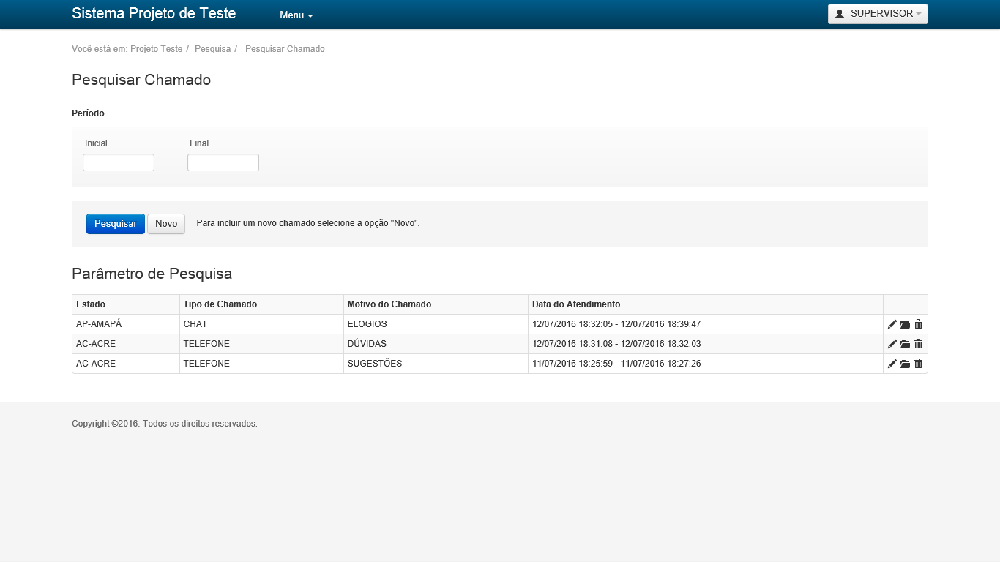 Sistema Projeto de Teste Menu SUPERVISOR
Você está em: Projeto Teste / Pesquisa / Pesquisar Chamado
Pesquisar Chamado
Período
Inicial Final
Pesquisar Novo Para incluir um novo chamado selecione a opção "Novo".
Parâmetro de Pesquisa
Estado Tipo de Chamado Motivo do Chamado Data do Atendimento
AP-AMAPÁ CHAT ELOGIOS 12/07/2016 18:32:05 - 12/07/2016 18:39:47
AC-ACRE TELEFONE DÚVIDAS 12/07/2016 18:31:08 - 12/07/2016 18:32:03
AC-ACRE TELEFONE SUGESTÕES 11/07/2016 18:25:59 - 11/07/2016 18:27:26
Copyright ©2016. Todos os direitos reservados.